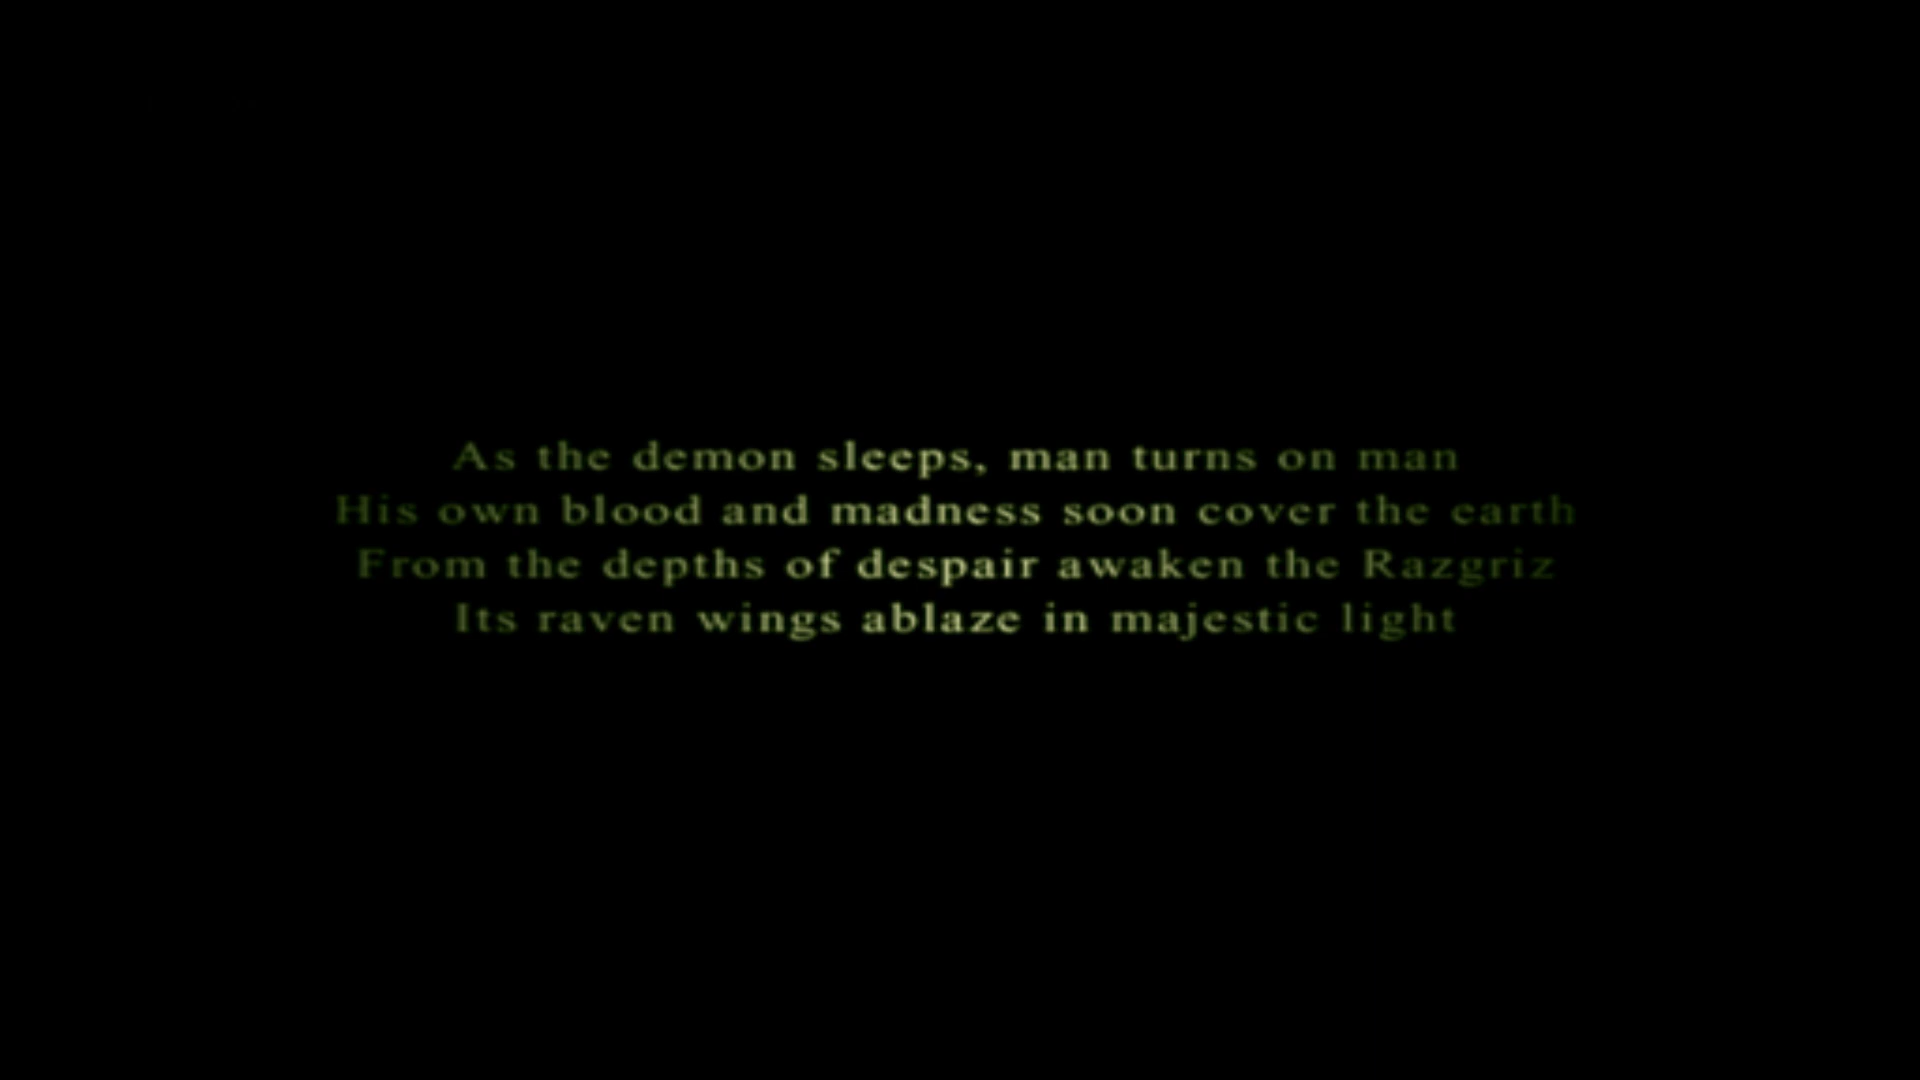 As the demon sleeps, man turns on man
His own blood and madness soon cover the earth
From the depths of despair awaken the Razgriz
Its raven wings ablaze in majestic light